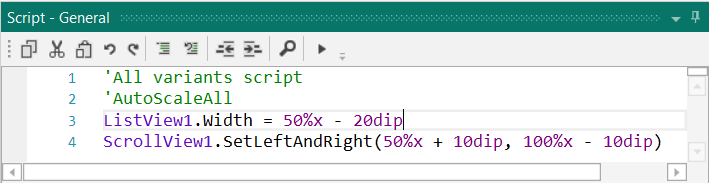 Script - General
1 'All variants script
2 'AutoScaleAll
3 ListView1.Width = 50%x - 20dip
4 ScrollView1.SetLeftAndRight(50%x + 10dip, 100%x - 10dip)